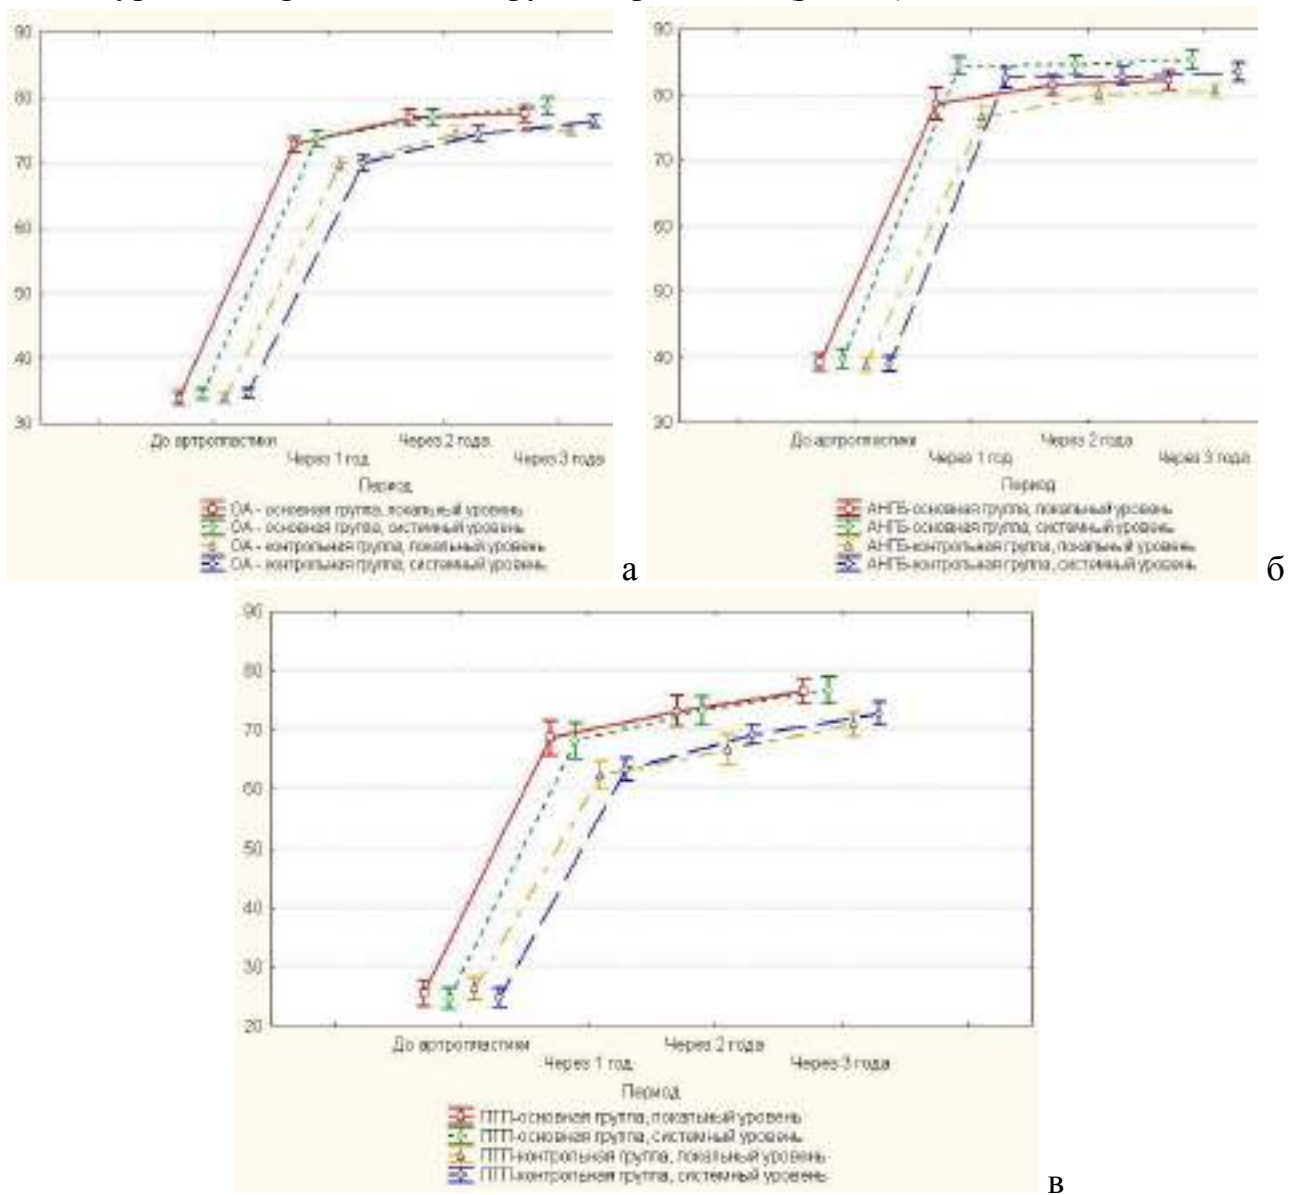 90
80
70
60
50
40
30
До артропластики
Через 1 год
Через 2 года
Через 3 года
Период
ОА - основная группа, локальный уровень
ОА - основная группа, системный уровень
ОА - контрольная группа, локальный уровень
ОА - контрольная группа, системный уровень
а
90
80
70
60
50
40
30
До артропластики
Через 1 год
Через 2 года
Через 3 года
Период
АНГБ-основная группа, локальный уровень
АНГБ-основная группа, системный уровень
АНГБ-контрольная группа, локальный уровень
АНГБ-контрольная группа, системный уровень
б
90
80
70
60
50
40
30
20
До артропластики
Через 1 год
Через 2 года
Через 3 года
Период
ПТП-основная группа, локальный уровень
ПТП-основная группа, системный уровень
ПТП-контрольная группа, локальный уровень
ПТП-контрольная группа, системный уровень
в